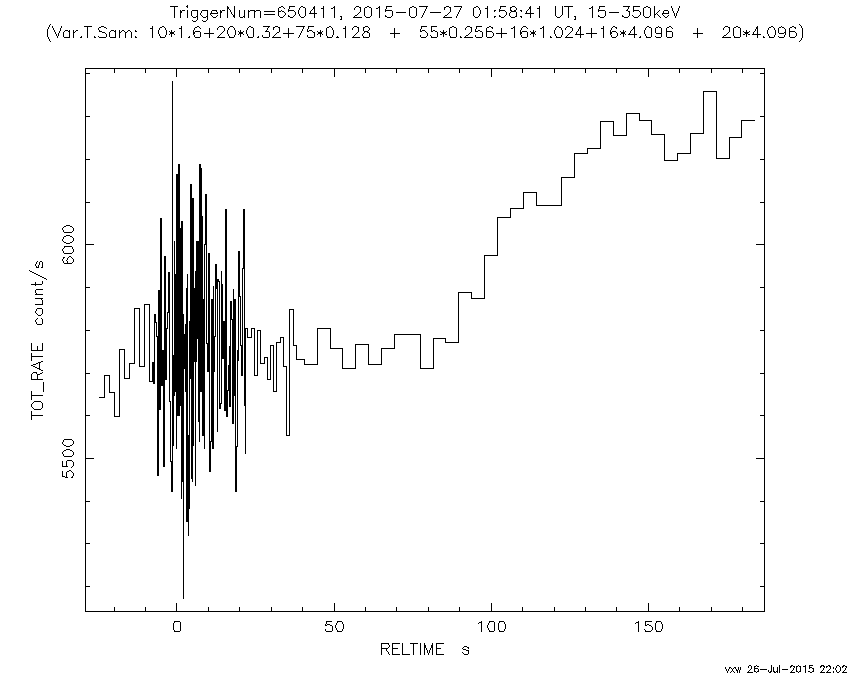 TriggerNum=650411, 2015-07-27 01:58:41 UT, 15-350keV
(Var.T.Sam: 10*1.6+20*0.32+75*0.128 + 55*0.256+16*1.024+16*4.096 + 20*4.096)
TOT_RATE count/s
6000
5500
0 50 100 150
RELTIME s
vxw 26-Jul-2015 22:02